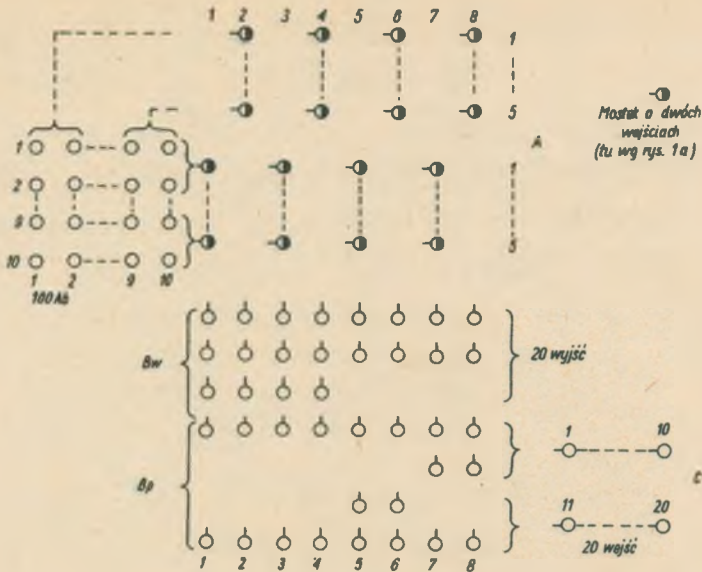 1 2 3 4 5 6 7 8
1
5
Mostek o dwóch
wejściach
(tu wg rys. 1a)
A
1
2
9
10
1 2 9 10
100 Ab
1
5
Bw
20 wyjść
Bp
1 10
C
11 20
20 wejść
1 2 3 4 5 6 7 8